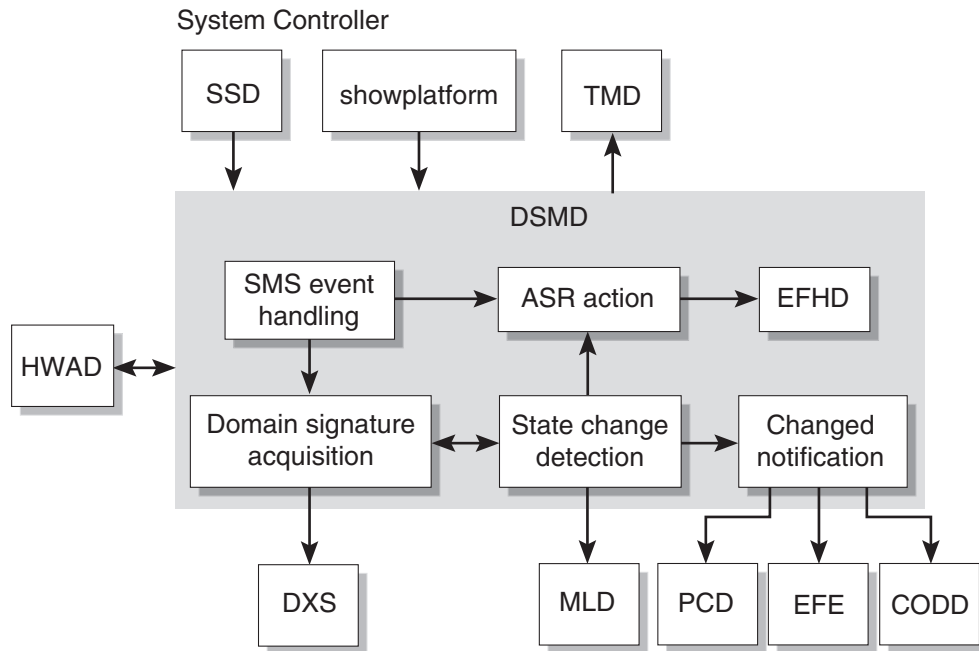 System Controller
SSD
showplatform
TMD
DSMD
SMS event
handling
ASR action
EFHD
HWAD
Domain signature
acquisition
State change
detection
Changed
notification
DXS
MLD
PCD
EFE
CODD